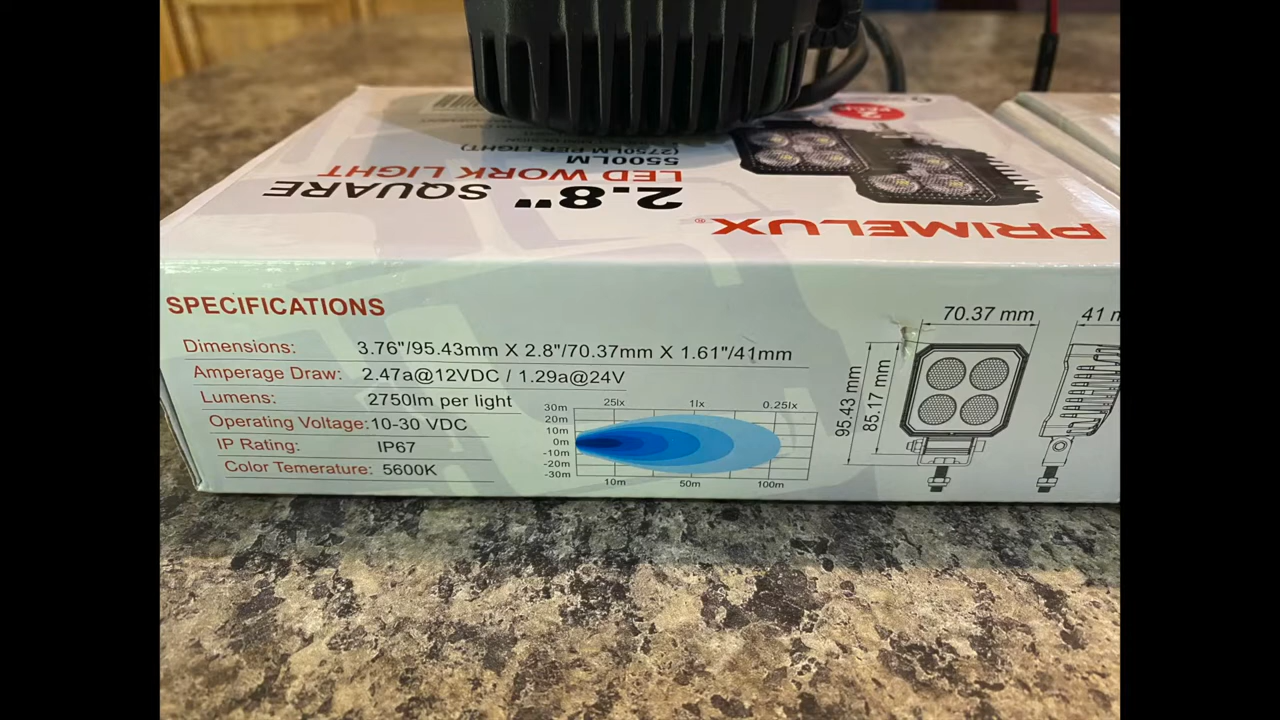 PRIMELUX®
2.8" SQUARE
LED WORK LIGHT
5500LM
(2750LM PER LIGHT)
SPECIFICATIONS
Dimensions: 3.76"/95.43mm X 2.8"/70.37mm X 1.61"/41mm
Amperage Draw: 2.47a@12VDC / 1.29a@24V
Lumens: 2750lm per light
Operating Voltage: 10-30 VDC
IP Rating: IP67
Color Temerature: 5600K
25lx 1lx 0.25lx
30m
20m
10m
0m
-10m
-20m
-30m
10m 50m 100m
70.37 mm
41 m
95.43 mm
85.17 mm